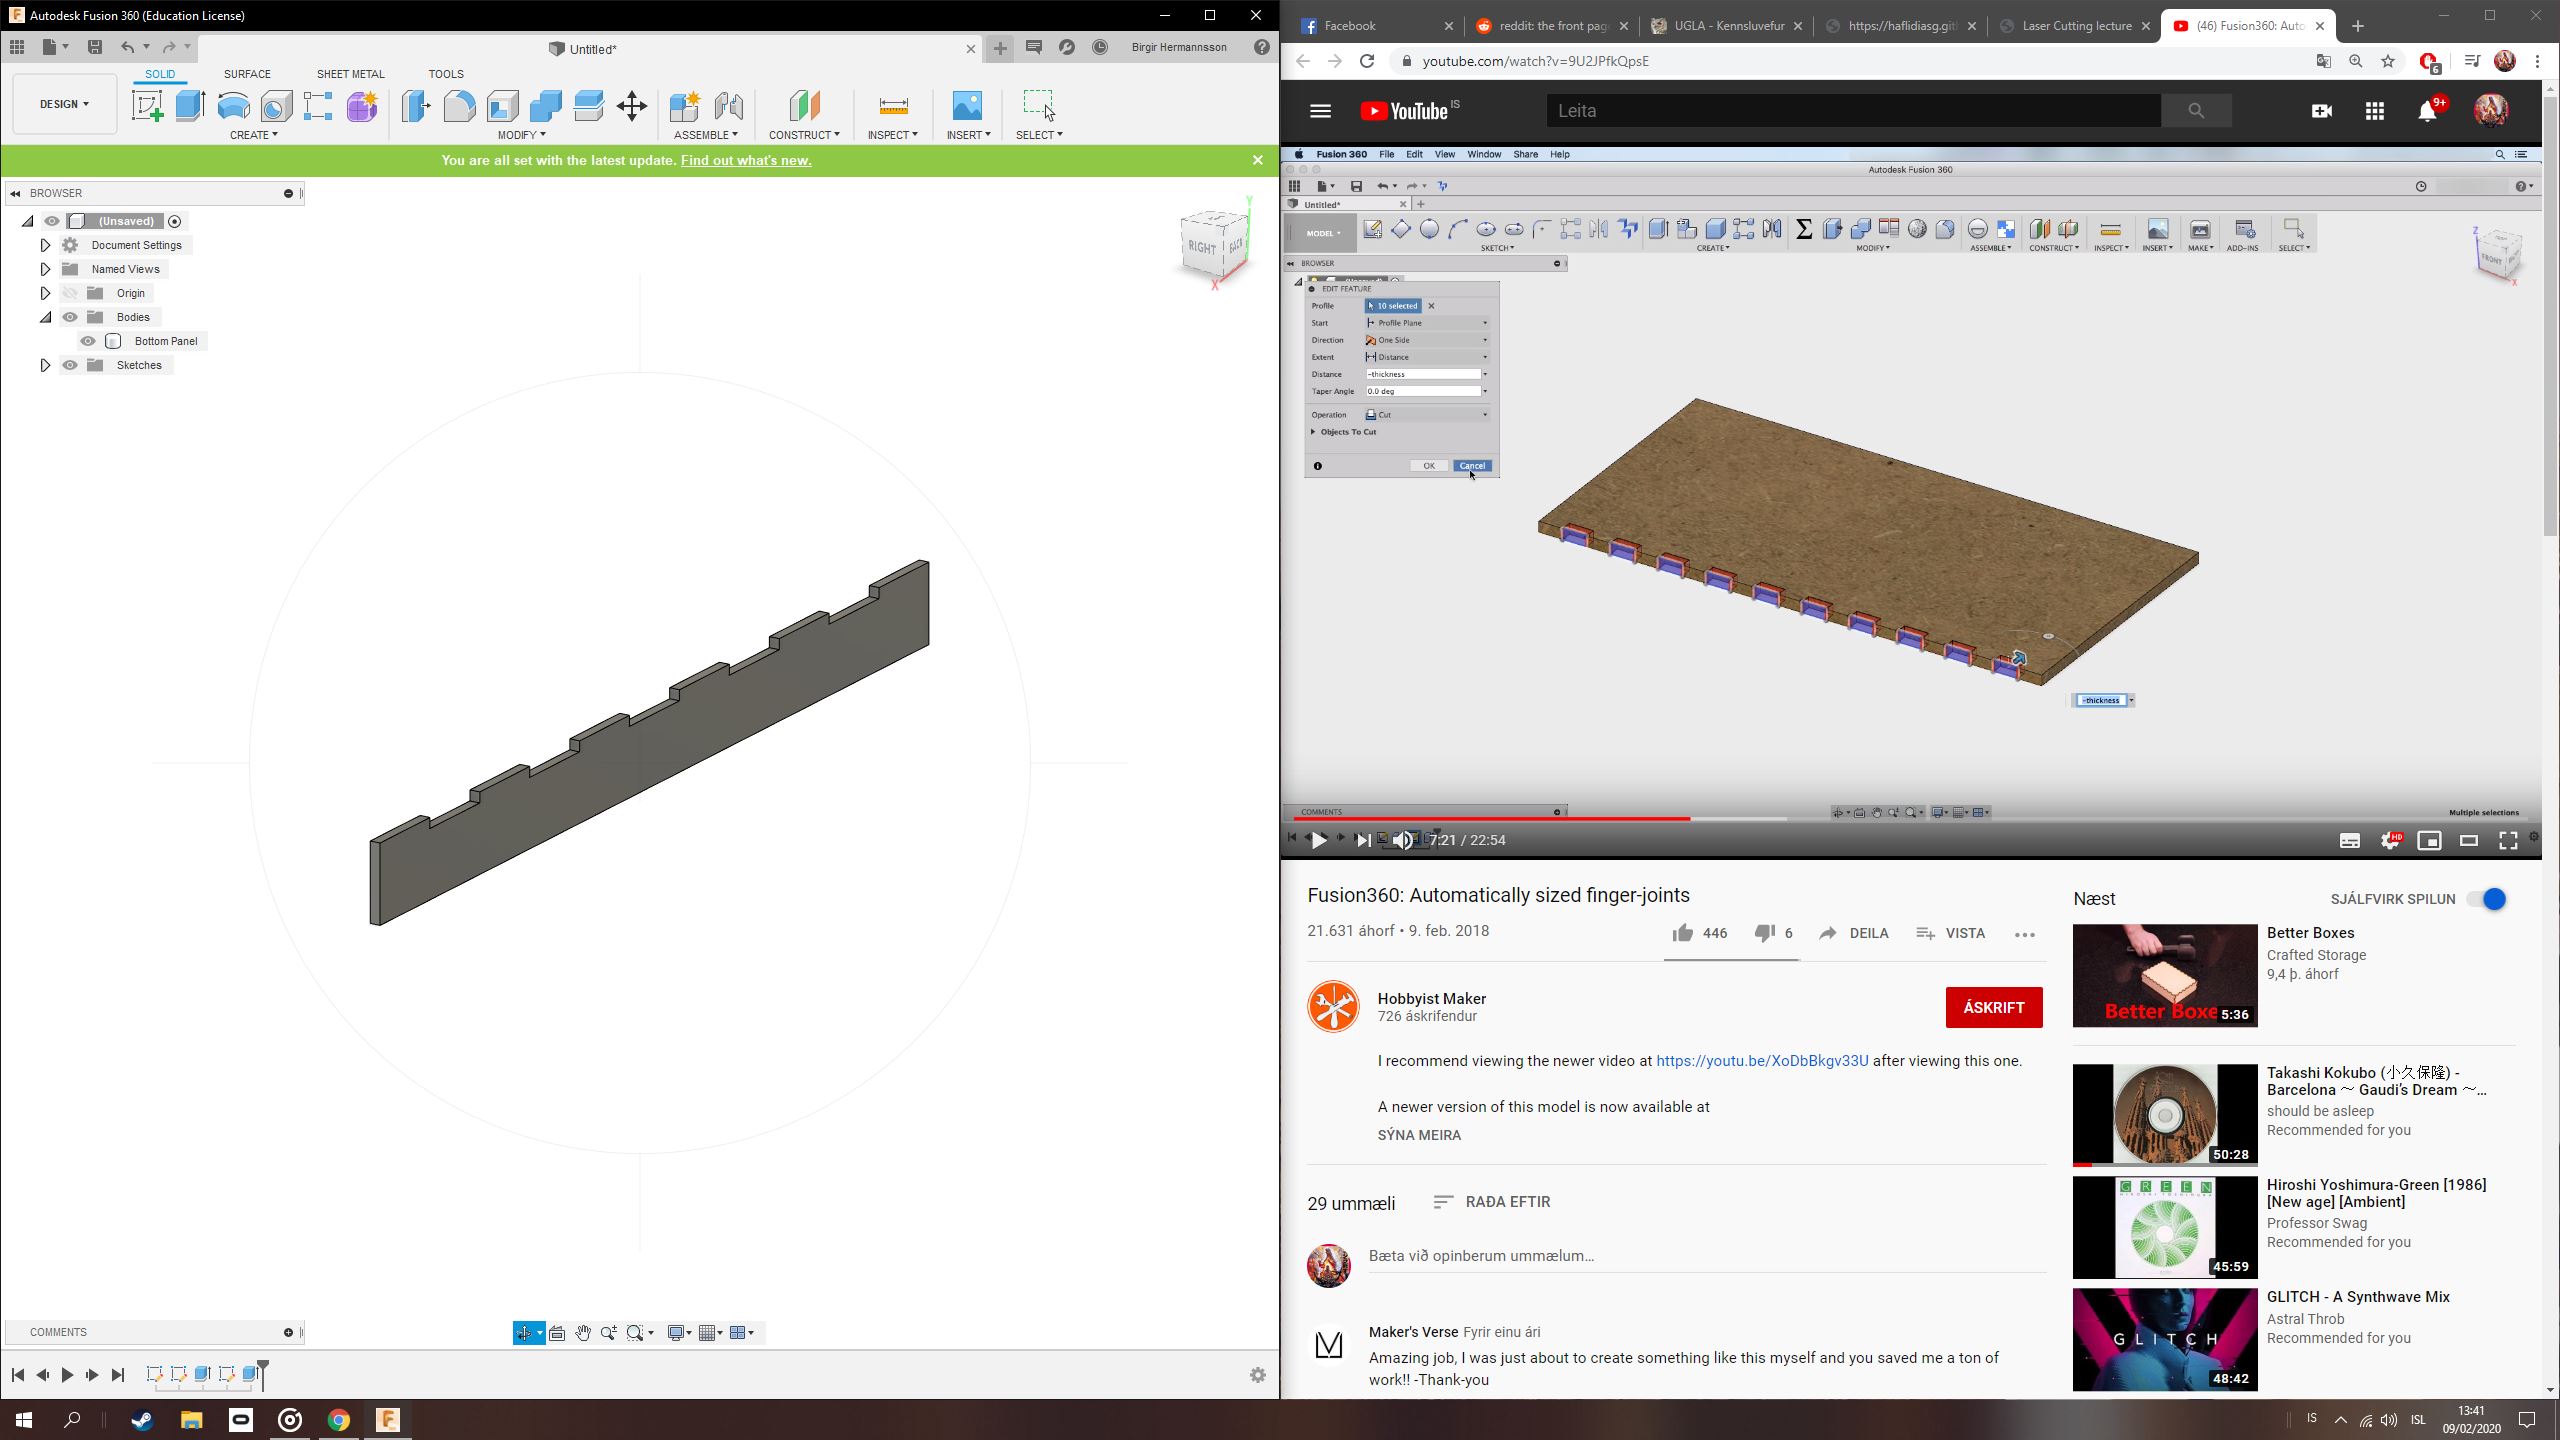 Autodesk Fusion 360 (Education License)
Untitled*
Birgir Hermannsson
DESIGN
SOLID
SURFACE
SHEET METAL
TOOLS
CREATE
MODIFY
ASSEMBLE
CONSTRUCT
INSPECT
INSERT
SELECT
You are all set with the latest update. Find out what's new.
BROWSER
(Unsaved)
Document Settings
Named Views
Origin
Bodies
Bottom Panel
Sketches
RIGHT
BACK
Y
X
COMMENTS
Facebook
reddit: the front pag
UGLA - Kennsluvefur
https://haflidiasg.git
Laser Cutting lecture
(46) Fusion360: Auto
youtube.com/watch?v=9U2JPfkQpsE
6
YouTube IS
Leita
9+
Fusion 360 File Edit View Window Share Help
Autodesk Fusion 360
Untitled*
MODEL
SKETCH
CREATE
MODIFY
ASSEMBLE
CONSTRUCT
INSPECT
INSERT
MAKE
ADD-INS
SELECT
BROWSER
Z
FRONT
X
EDIT FEATURE
Profile 10 selected
Start Profile Plane
Direction One Side
Extent Distance
Distance -thickness
Taper Angle 0.0 deg
Operation Cut
Objects To Cut
OK Cancel
-thickness
COMMENTS
Multiple selections
7:21 / 22:54
HD
Fusion360: Automatically sized finger-joints
21.631 áhorf • 9. feb. 2018
446
6
DEILA
VISTA
Hobbyist Maker
726 áskrifendur
ÁSKRIFT
I recommend viewing the newer video at https://youtu.be/XoDbBkgv33U after viewing this one.
A newer version of this model is now available at
SÝNA MEIRA
29 ummæli
RAÐA EFTIR
Bæta við opinberum ummælum...
Maker's Verse Fyrir einu ári
Amazing job, I was just about to create something like this myself and you saved me a ton of
work!! -Thank-you
Næst
SJÁLFVIRK SPILUN
Better Boxe
5:36
Better Boxes
Crafted Storage
9,4 þ. áhorf
50:28
Takashi Kokubo (小久保隆) -
Barcelona ～ Gaudi's Dream ～...
should be asleep
Recommended for you
GREEN
45:59
Hiroshi Yoshimura-Green [1986]
[New age] [Ambient]
Professor Swag
Recommended for you
GLITCH
48:42
GLITCH - A Synthwave Mix
Astral Throb
Recommended for you
IS
ISL
13:41
09/02/2020